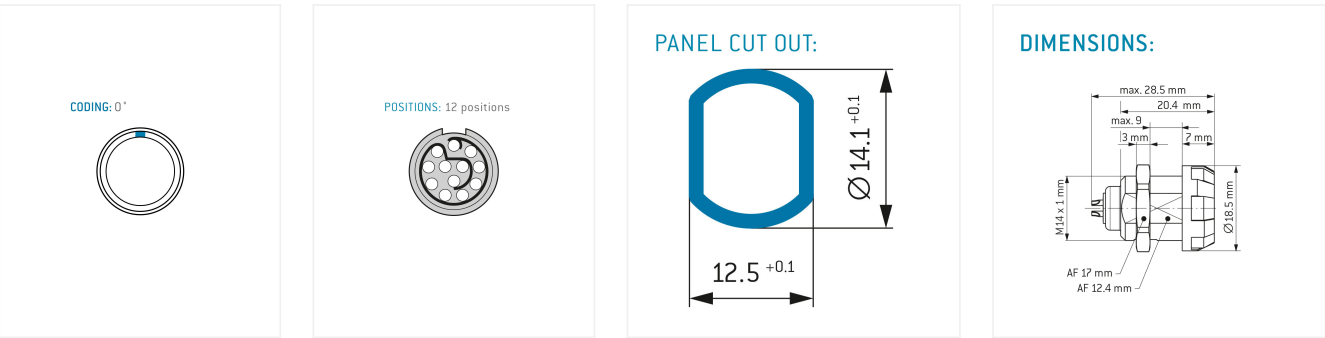 CODING: 0°
POSITIONS: 12 positions
PANEL CUT OUT:
Ø 14.1 +0.1
12.5 +0.1
DIMENSIONS:
max. 28.5 mm
20.4 mm
max. 9
3 mm
7 mm
M14 x 1 mm
Ø 18.5 mm
AF 17 mm
AF 12.4 mm